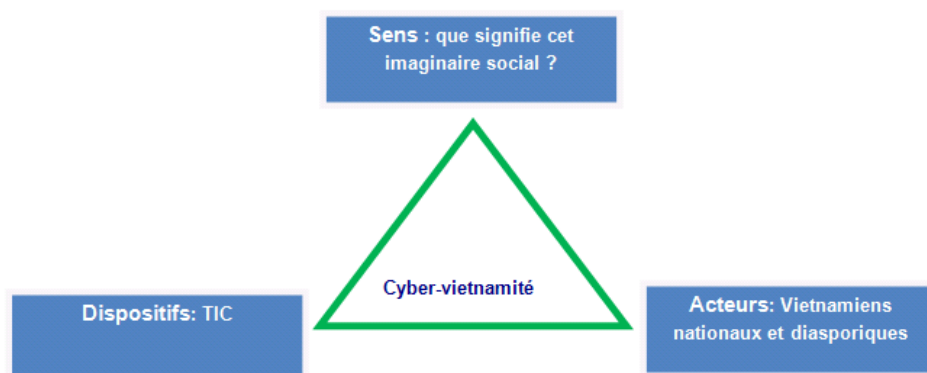 Sens : que signifie cet
imaginaire social ?
Cyber-vietnamité
Dispositifs: TIC
Acteurs: Vietnamiens
nationaux et diasporiques